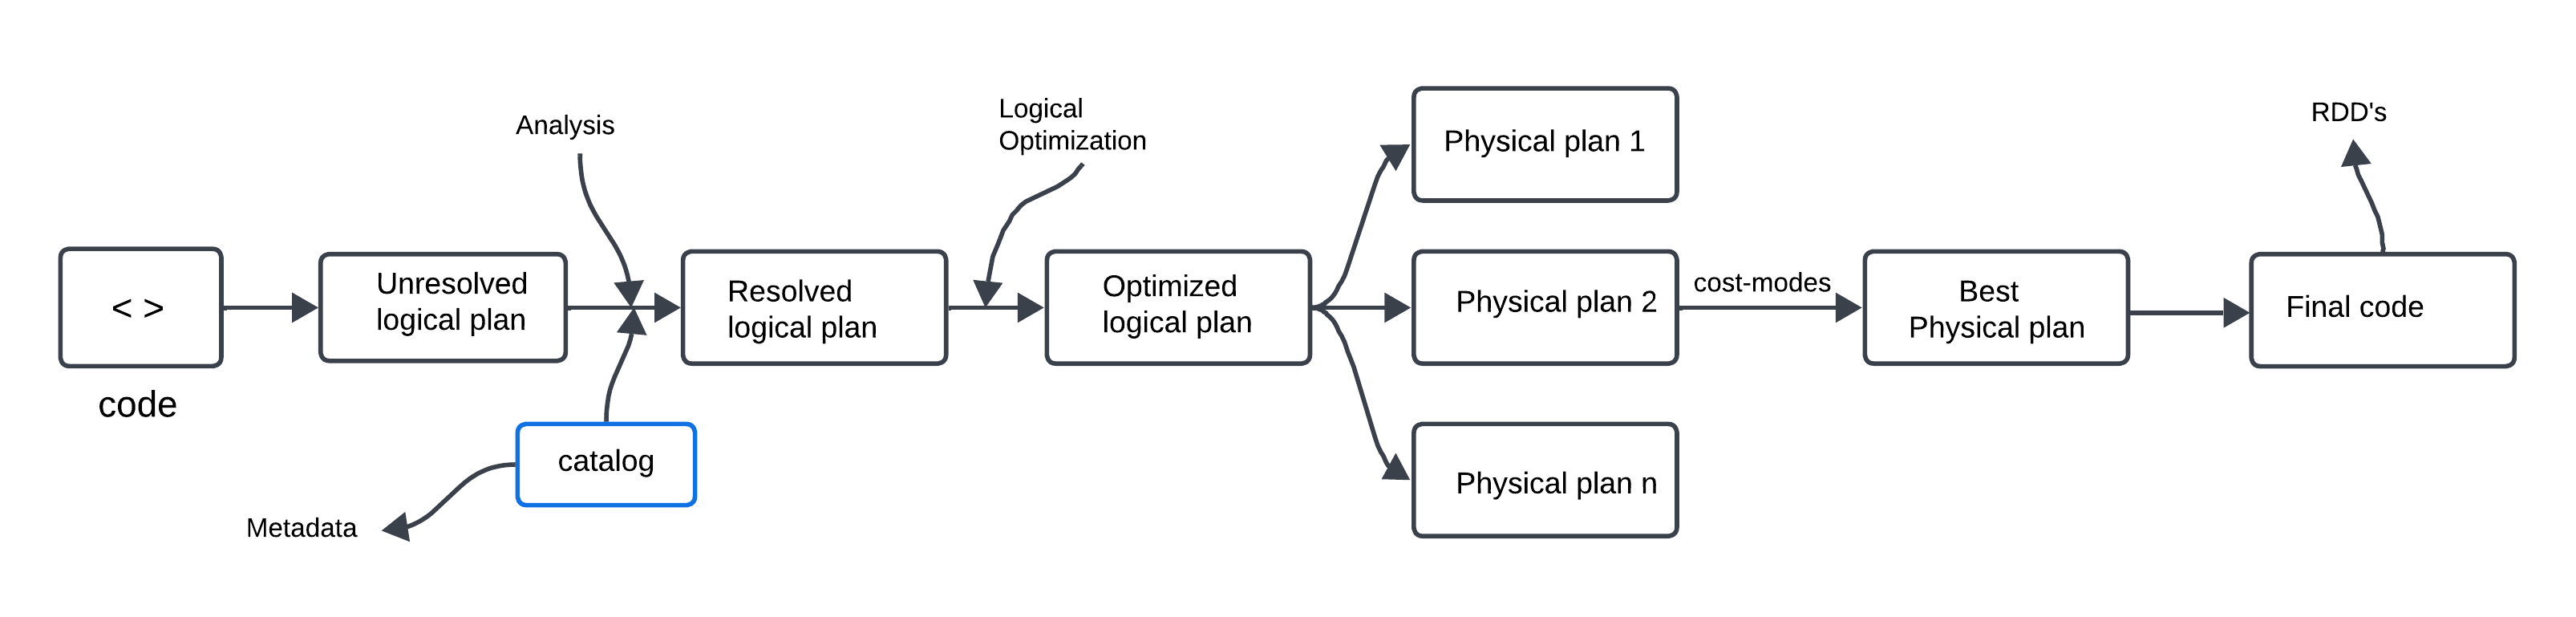 < >
code
Unresolved
logical plan
Analysis
catalog
Metadata
Resolved
logical plan
Logical
Optimization
Optimized
logical plan
Physical plan 1
Physical plan 2
Physical plan n
cost-modes
Best
Physical plan
Final code
RDD's